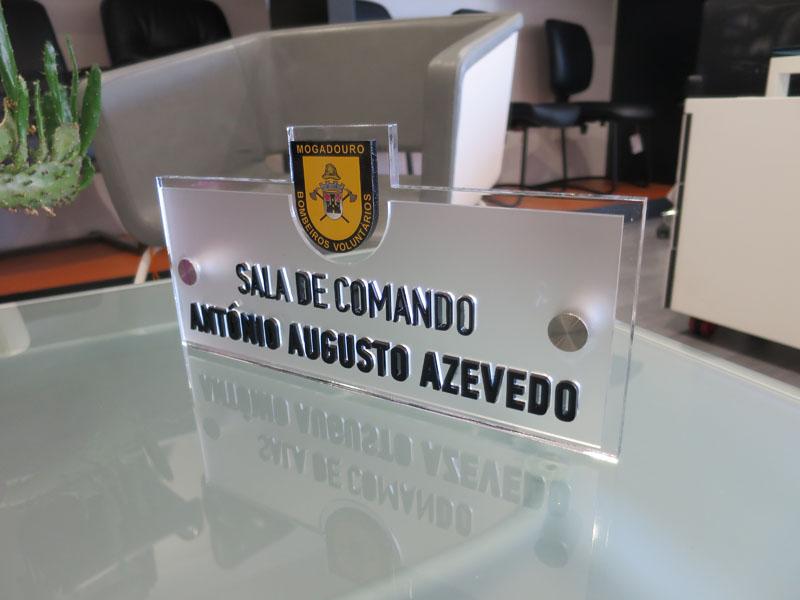 MOGADOURO
BOMBEIROS VOLUNTÁRIOS
SALA DE COMANDO
ANTÓNIO AUGUSTO AZEVEDO